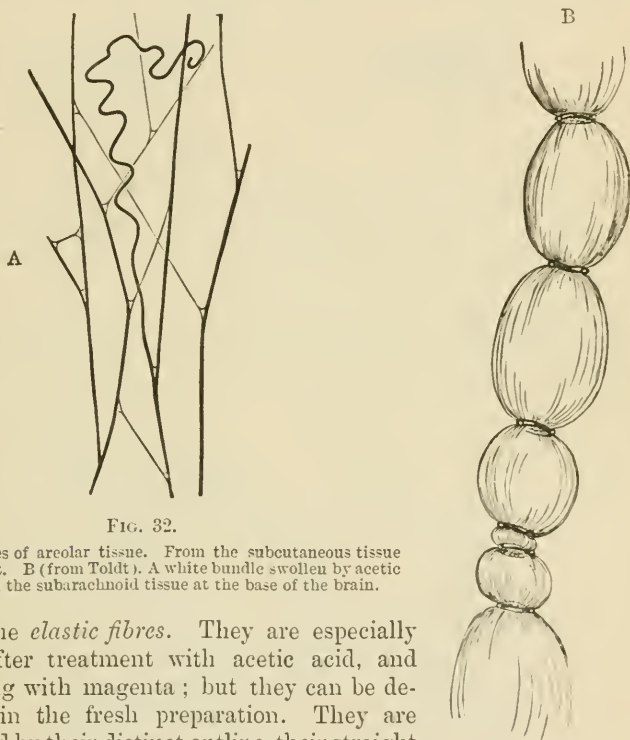 B
A
FIG. 32.
es of areolar tissue. From the subcutaneous tissue
. B (from Toldt). A white bundle swollen by acetic
the subarachnoid tissue at the base of the brain.
ne elastic fibres. They are especially
fter treatment with acetic acid, and
g with magenta; but they can be de-
in the fresh preparation. They are
by their distinct outline, their straight